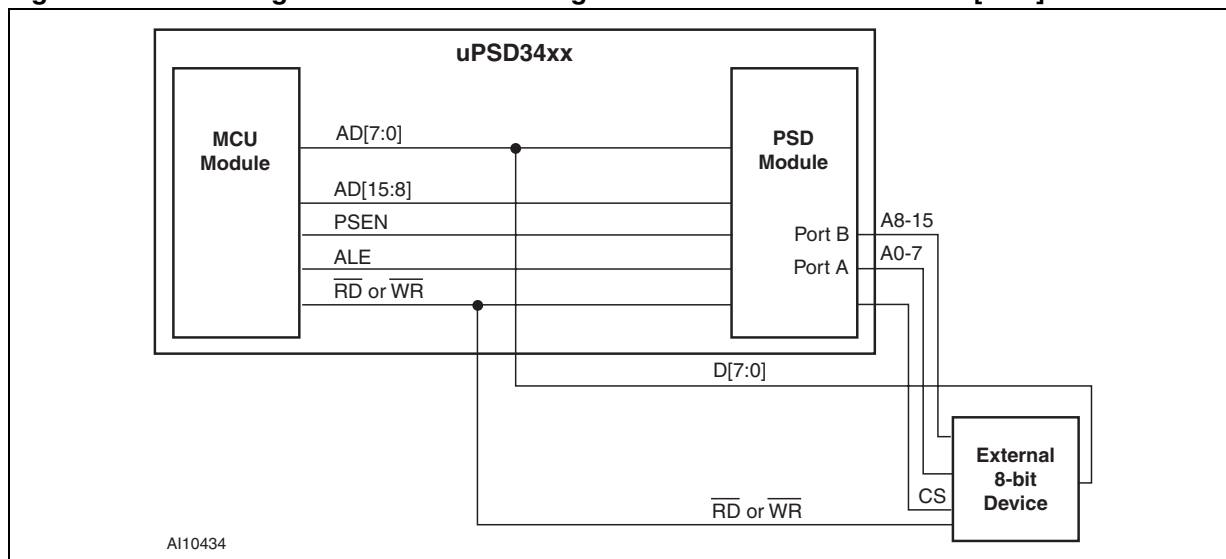 uPSD34xx
MCU
Module
AD[7:0]
AD[15:8]
PSEN
ALE
RD or WR
PSD
Module
Port B
Port A
A8-15
A0-7
D[7:0]
External
8-bit
Device
CS
RD or WR
AI10434